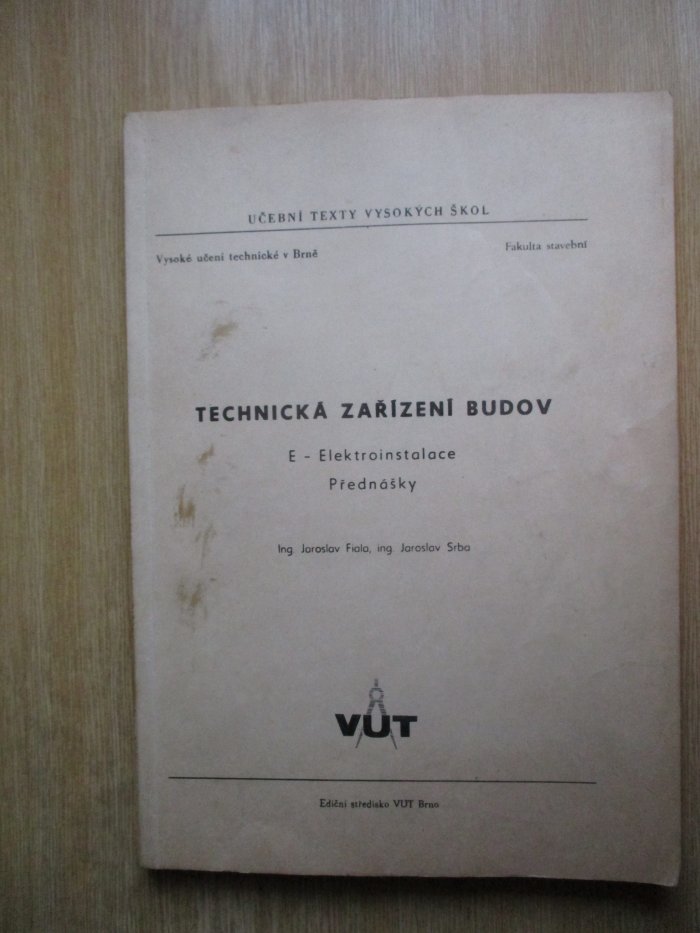 UČEBNÍ TEXTY VYSOKÝCH ŠKOL
Vysoké učení technické v Brně
Fakulta stavební
TECHNICKÁ ZAŘÍZENÍ BUDOV
E - Elektroinstalace
Přednášky
Ing. Jaroslav Fiala, ing. Jaroslav Srba
VUT
Ediční středisko VUT Brno